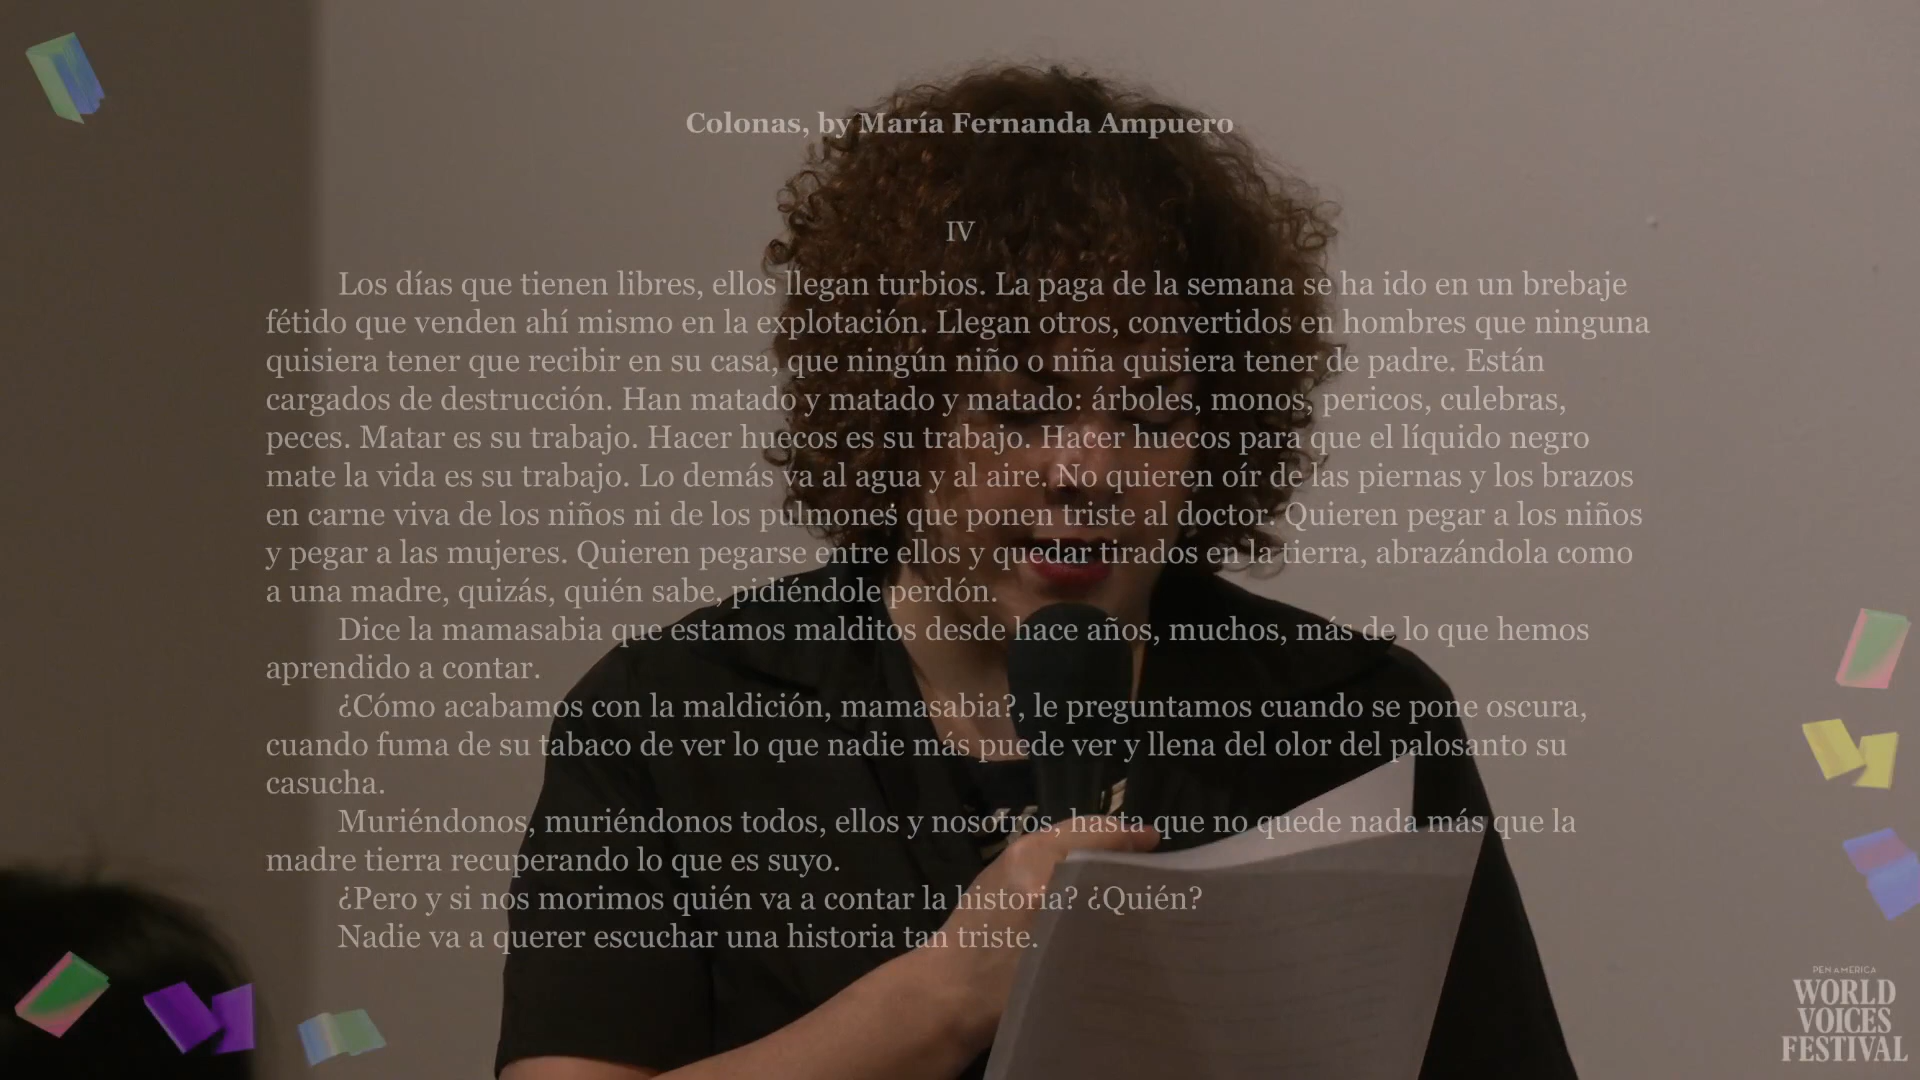 Colonas, by María Fernanda Ampuero
IV
Los días que tienen libres, ellos llegan turbios. La paga de la semana se ha ido en un brebaje
fétido que venden ahí mismo en la explotación. Llegan otros, convertidos en hombres que ninguna
quisiera tener que recibir en su casa, que ningún niño o niña quisiera tener de padre. Están
cargados de destrucción. Han matado y matado y matado: árboles, monos, pericos, culebras,
peces. Matar es su trabajo. Hacer huecos es su trabajo. Hacer huecos para que el líquido negro
mate la vida es su trabajo. Lo demás va al agua y al aire. No quieren oír de las piernas y los brazos
en carne viva de los niños ni de los pulmones que ponen triste al doctor. Quieren pegar a los niños
y pegar a las mujeres. Quieren pegarse entre ellos y quedar tirados en la tierra, abrazándola como
a una madre, quizás, quién sabe, pidiéndole perdón.
Dice la mamasabia que estamos malditos desde hace años, muchos, más de lo que hemos
aprendido a contar.
¿Cómo acabamos con la maldición, mamasabia?, le preguntamos cuando se pone oscura,
cuando fuma de su tabaco de ver lo que nadie más puede ver y llena del olor del palosanto su
casucha.
Muriéndonos, muriéndonos todos, ellos y nosotros, hasta que no quede nada más que la
madre tierra recuperando lo que es suyo.
¿Pero y si nos morimos quién va a contar la historia? ¿Quién?
Nadie va a querer escuchar una historia tan triste.
PEN AMERICA
WORLD
VOICES
FESTIVAL